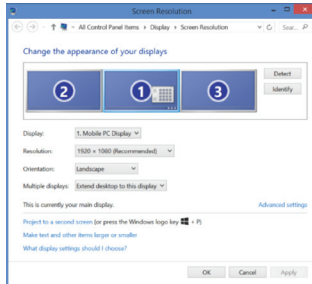 Screen Resolution
« All Control Panel Items › Display › Screen Resolution
Sear...
Change the appearance of your displays
2
1
3
Detect
Identify
Display: 1. Mobile PC Display
Resolution: 1920 × 1080 (Recommended)
Orientation: Landscape
Multiple displays: Extend desktop to this display
This is currently your main display.
Advanced settings
Project to a second screen (or press the Windows logo key + P)
Make text and other items larger or smaller
What display settings should I choose?
OK Cancel Apply